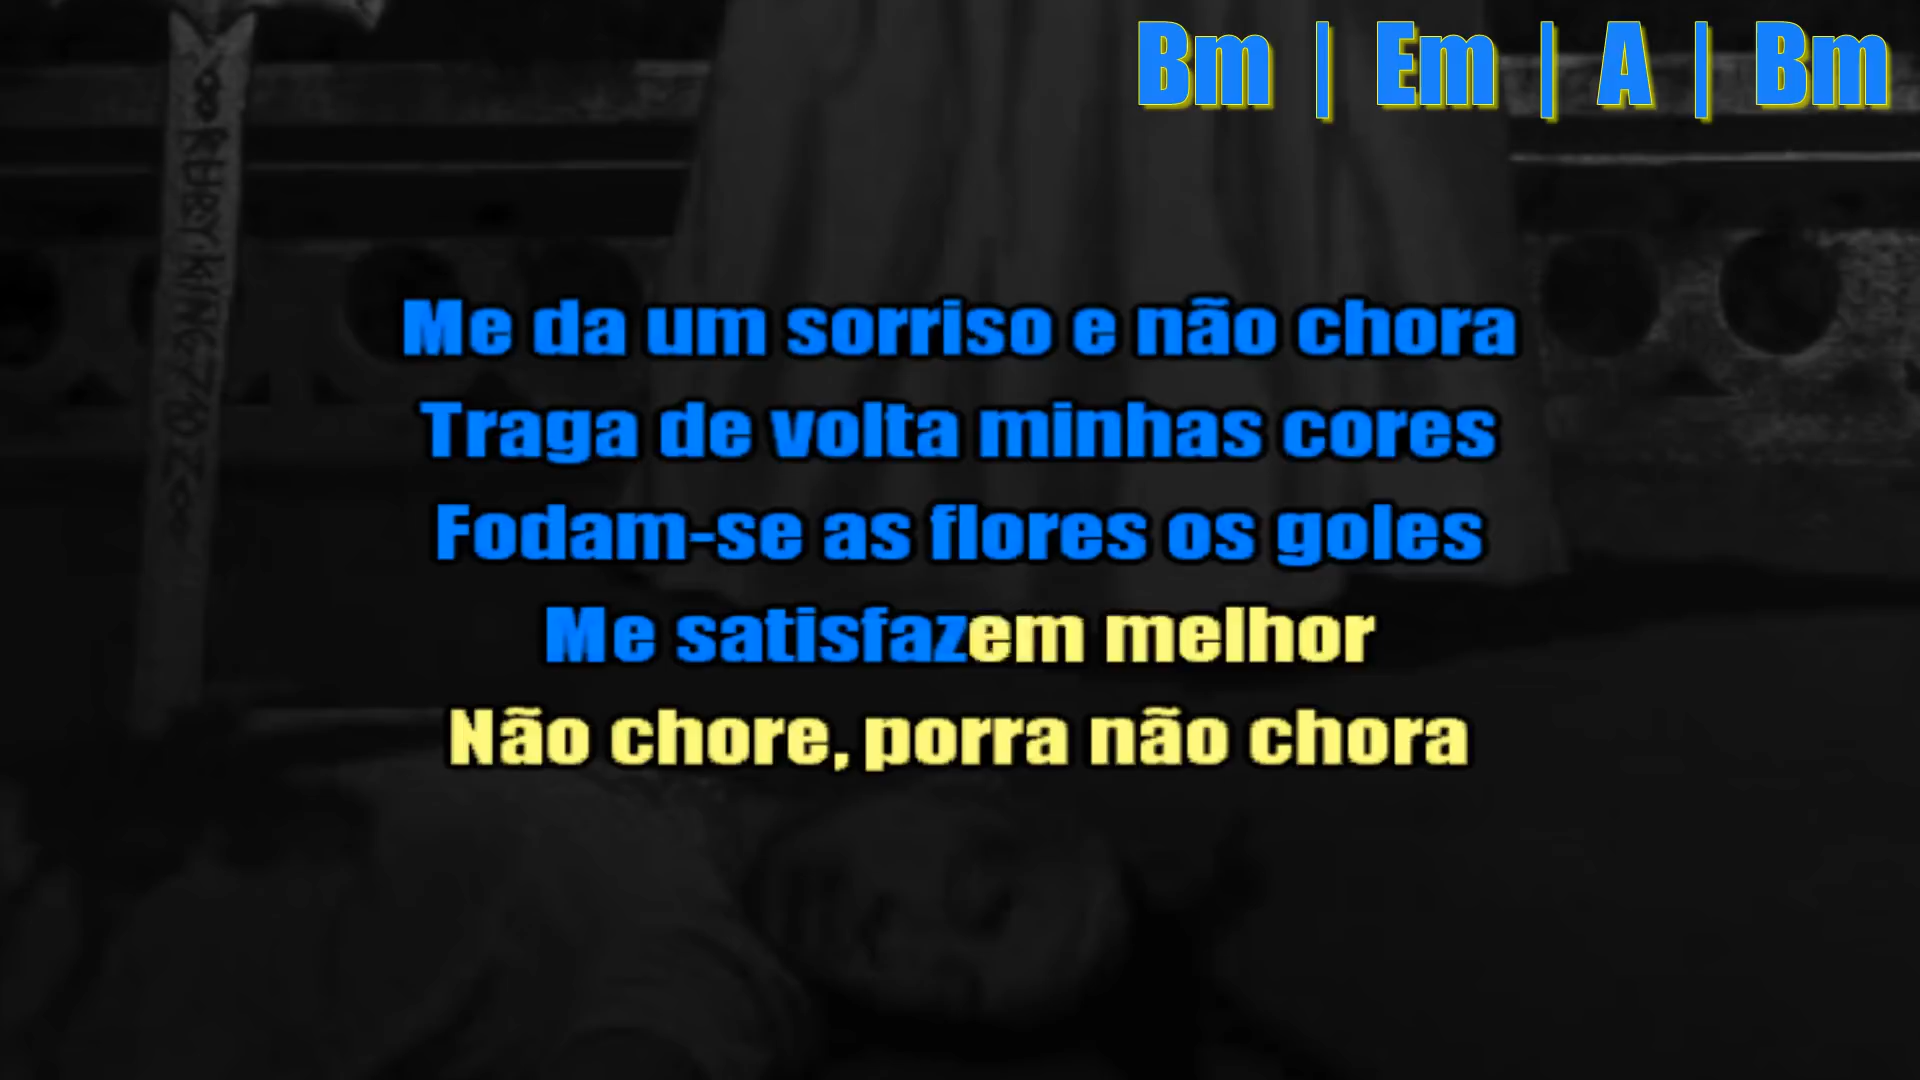 Bm | Em | A | Bm
Me da um sorriso e não chora
Traga de volta minhas cores
Fodam-se as flores os goles
Me satisfazem melhor
Não chore, porra não chora